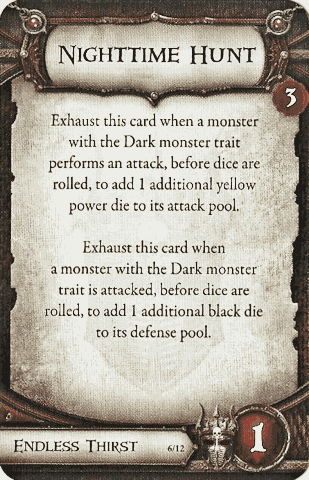 NIGHTTIME HUNT
3
Exhaust this card when a monster
with the Dark monster trait
performs an attack, before dice are
rolled, to add 1 additional yellow
power die to its attack pool.
Exhaust this card when
a monster with the Dark monster
trait is attacked, before dice are
rolled, to add 1 additional black die
to its defense pool.
ENDLESS THIRST 6/12 1